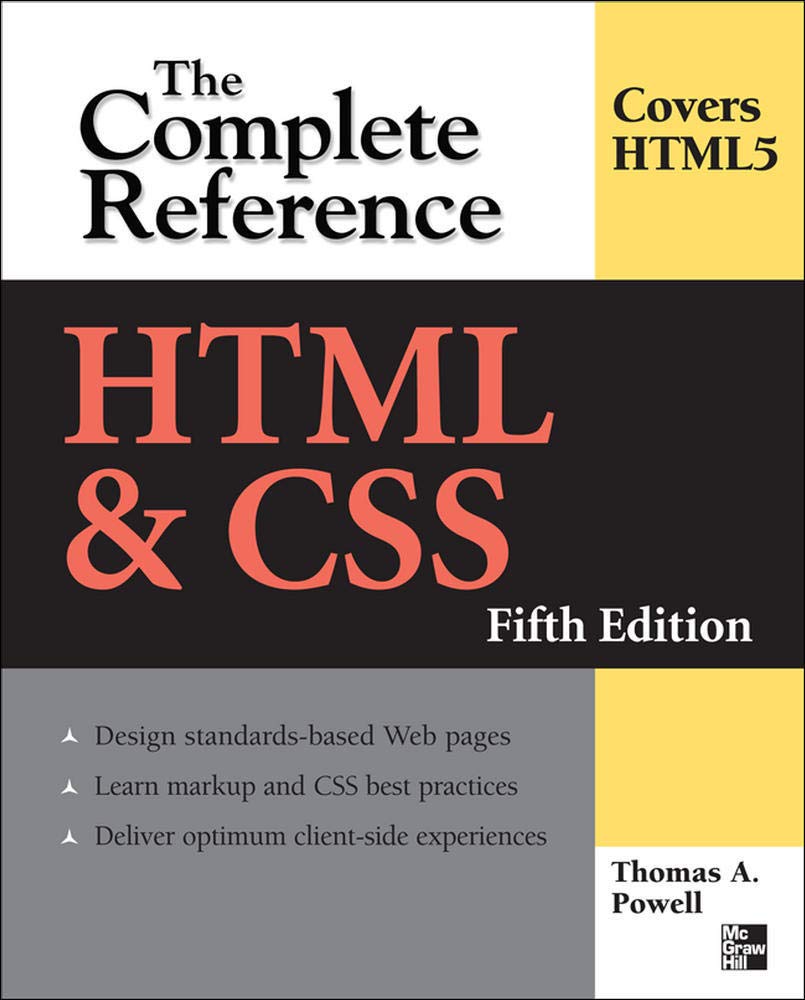 The
Complete
Reference
Covers
HTML5
HTML
& CSS
Fifth Edition
Design standards-based Web pages
Learn markup and CSS best practices
Deliver optimum client-side experiences
Thomas A.
Powell
Mc
Graw
Hill